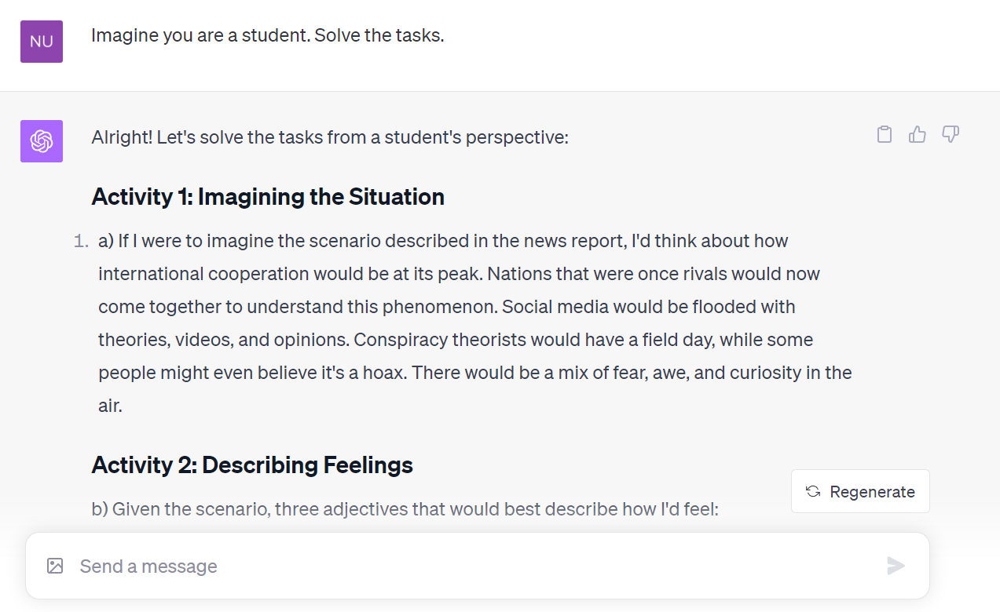 NU
Imagine you are a student. Solve the tasks.
Alright! Let's solve the tasks from a student's perspective:
Activity 1: Imagining the Situation
1. a) If I were to imagine the scenario described in the news report, I'd think about how
international cooperation would be at its peak. Nations that were once rivals would now
come together to understand this phenomenon. Social media would be flooded with
theories, videos, and opinions. Conspiracy theorists would have a field day, while some
people might even believe it's a hoax. There would be a mix of fear, awe, and curiosity in the
air.
Activity 2: Describing Feelings
b) Given the scenario, three adjectives that would best describe how I'd feel:
Regenerate
Send a message